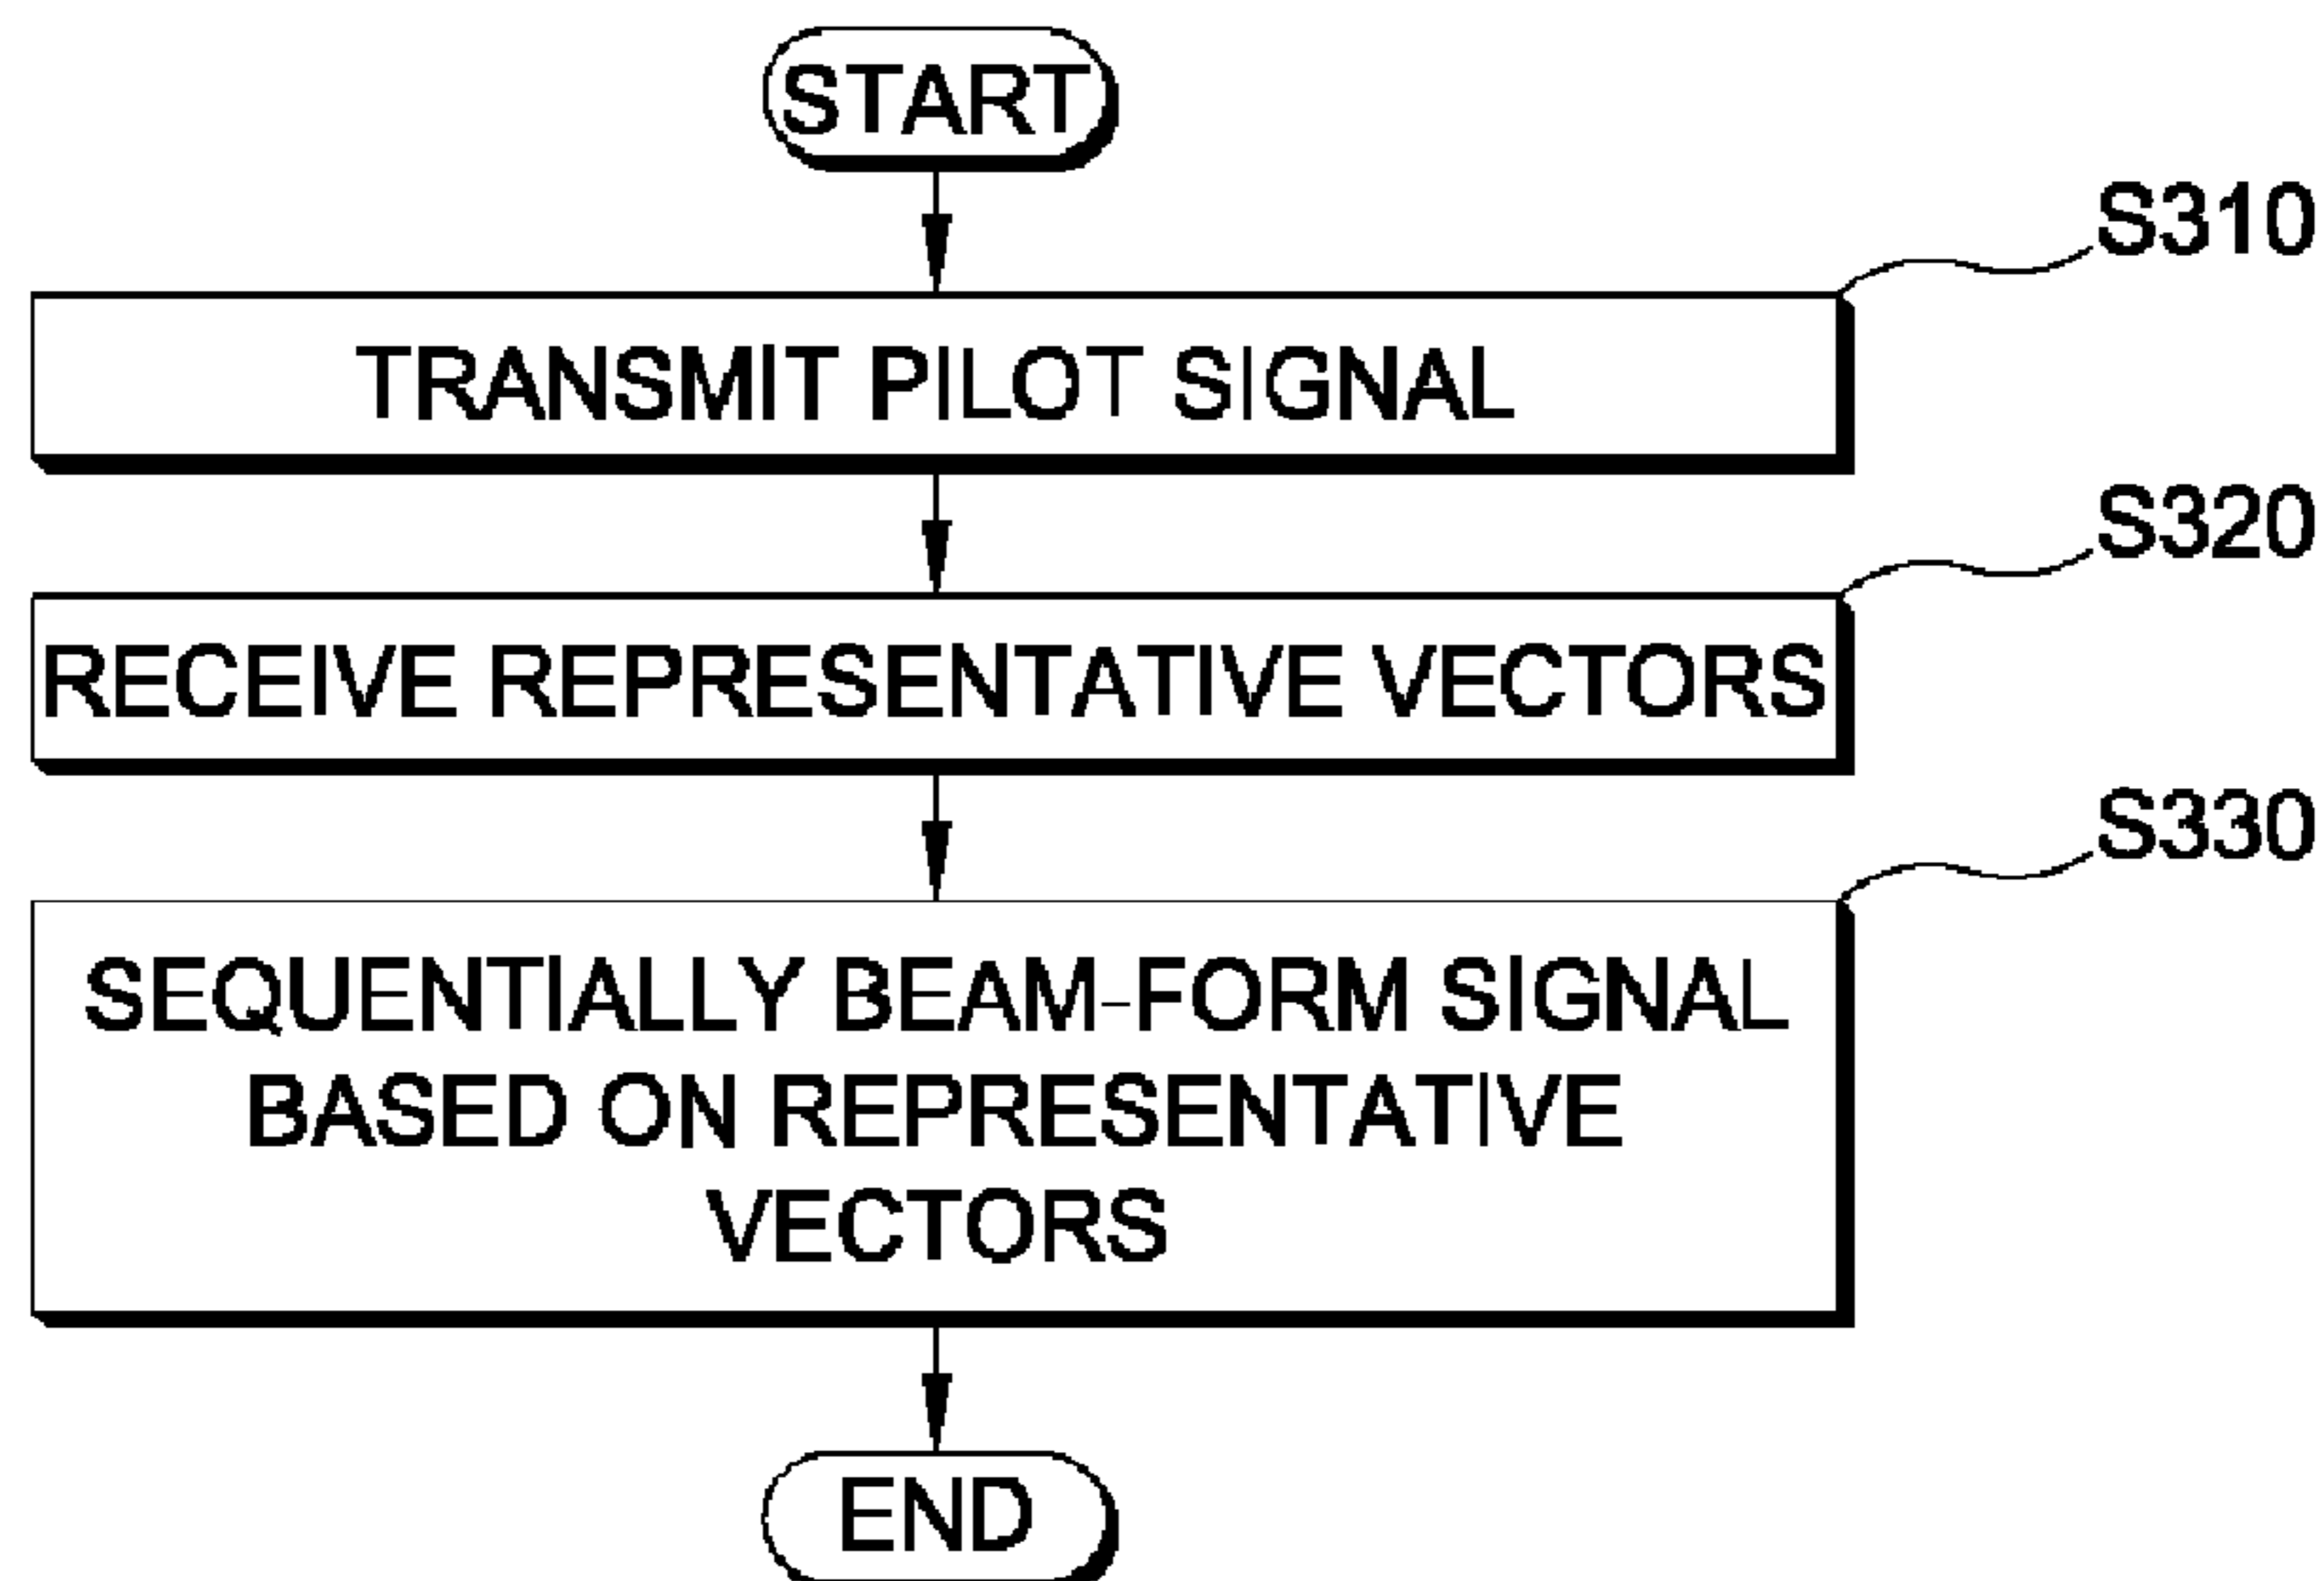 START
S310
TRANSMIT PILOT SIGNAL
S320
RECEIVE REPRESENTATIVE VECTORS
S330
SEQUENTIALLY BEAM-FORM SIGNAL
BASED ON REPRESENTATIVE
VECTORS
END